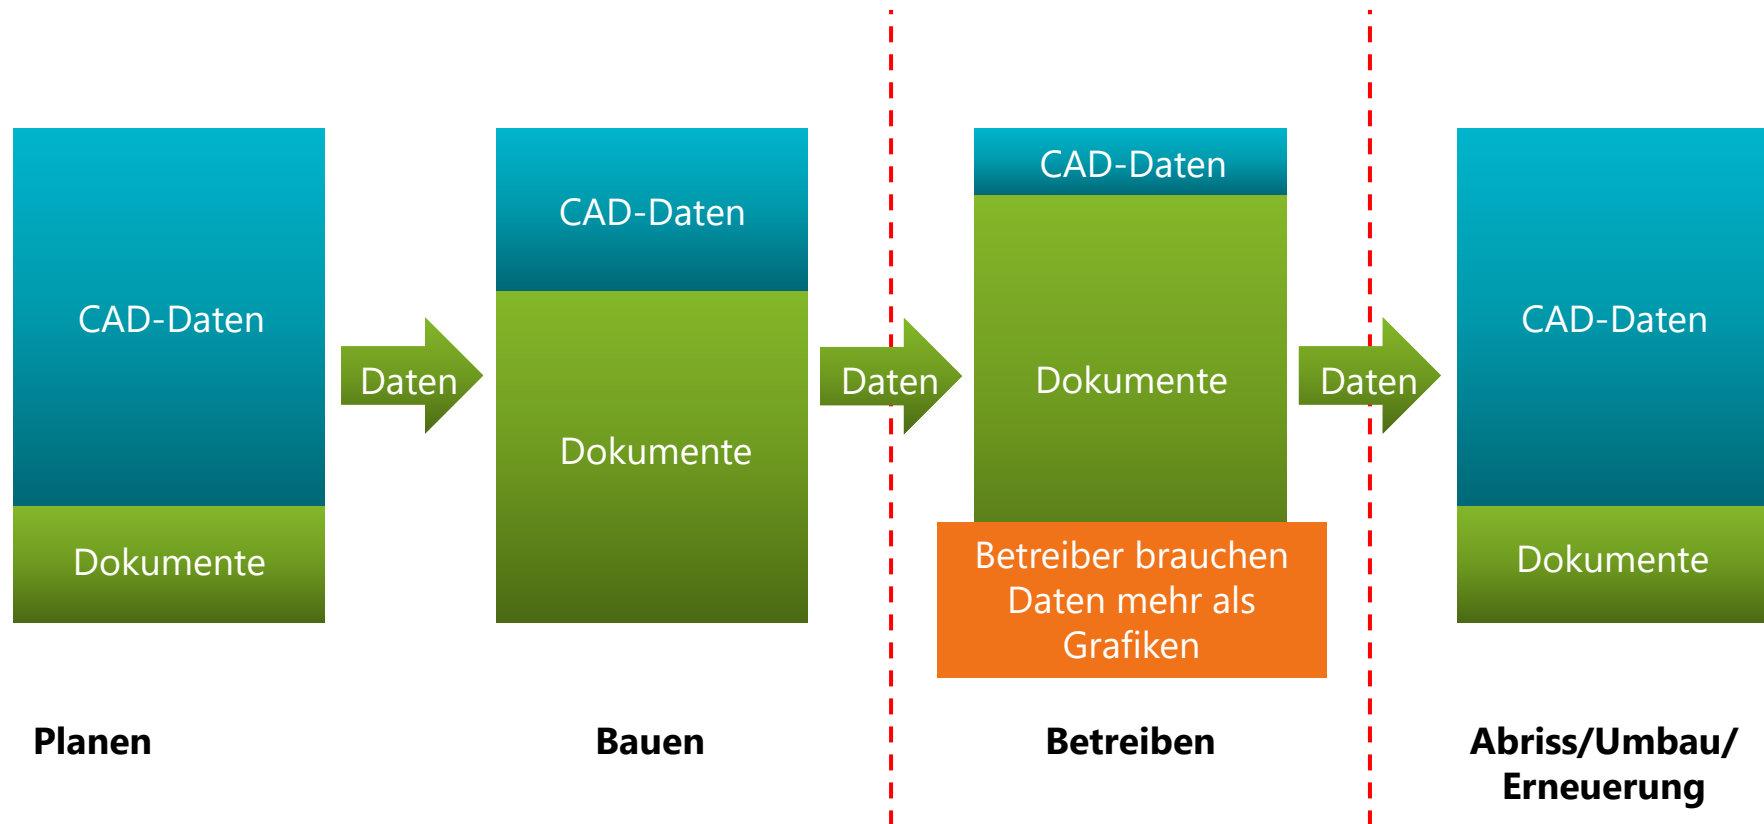 CAD-Daten
Dokumente
Daten
CAD-Daten
Dokumente
Daten
CAD-Daten
Dokumente
Betreiber brauchen
Daten mehr als
Grafiken
Daten
CAD-Daten
Dokumente
Planen
Bauen
Betreiben
Abriss/Umbau/
Erneuerung